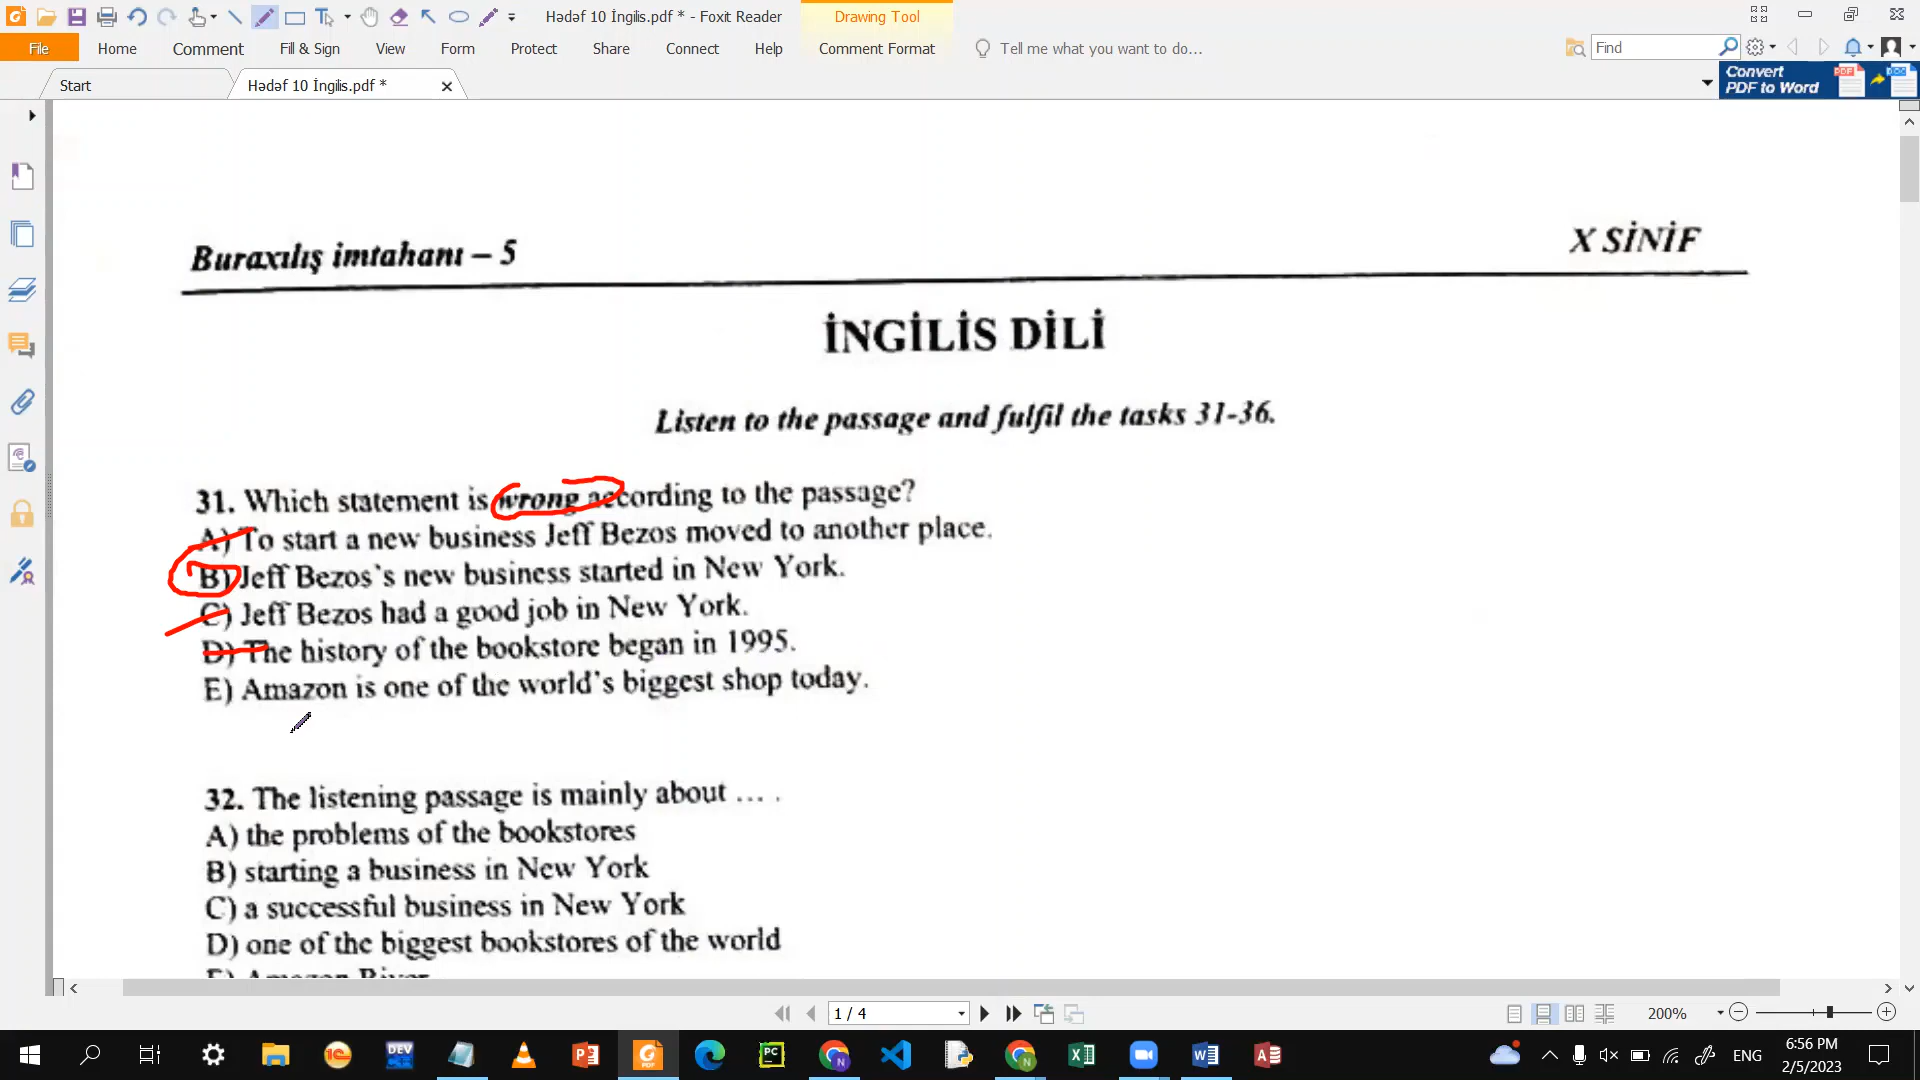 Hədəf 10 İngilis.pdf * - Foxit Reader
Drawing Tool
File
Home
Comment
Fill & Sign
View
Form
Protect
Share
Connect
Help
Comment Format
Tell me what you want to do...
Find
Start
Hədəf 10 İngilis.pdf *
Convert
PDF to Word
Buraxılış imtahanı – 5
X SİNİF
İNGİLİS DİLİ
Listen to the passage and fulfil the tasks 31-36.
31. Which statement is wrong according to the passage?
A) To start a new business Jeff Bezos moved to another place.
B) Jeff Bezos's new business started in New York.
C) Jeff Bezos had a good job in New York.
D) The history of the bookstore began in 1995.
E) Amazon is one of the world's biggest shop today.
32. The listening passage is mainly about ... .
A) the problems of the bookstores
B) starting a business in New York
C) a successful business in New York
D) one of the biggest bookstores of the world
E) Amazon River
1 / 4
200%
ENG
6:56 PM
2/5/2023